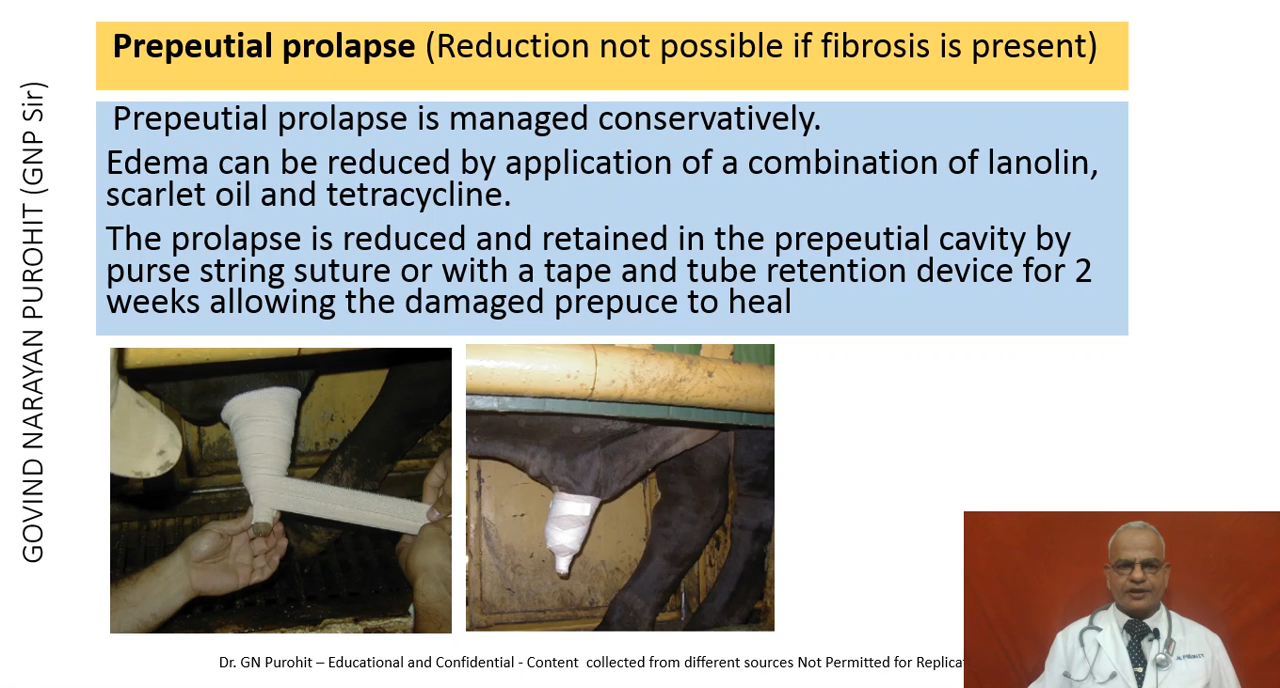 GOVIND NARAYAN PUROHIT (GNP Sir)
Prepeutial prolapse (Reduction not possible if fibrosis is present)
Prepeutial prolapse is managed conservatively.
Edema can be reduced by application of a combination of lanolin,
scarlet oil and tetracycline.
The prolapse is reduced and retained in the prepeutial cavity by
purse string suture or with a tape and tube retention device for 2
weeks allowing the damaged prepuce to heal
Dr. GN Purohit – Educational and Confidential - Content collected from different sources Not Permitted for